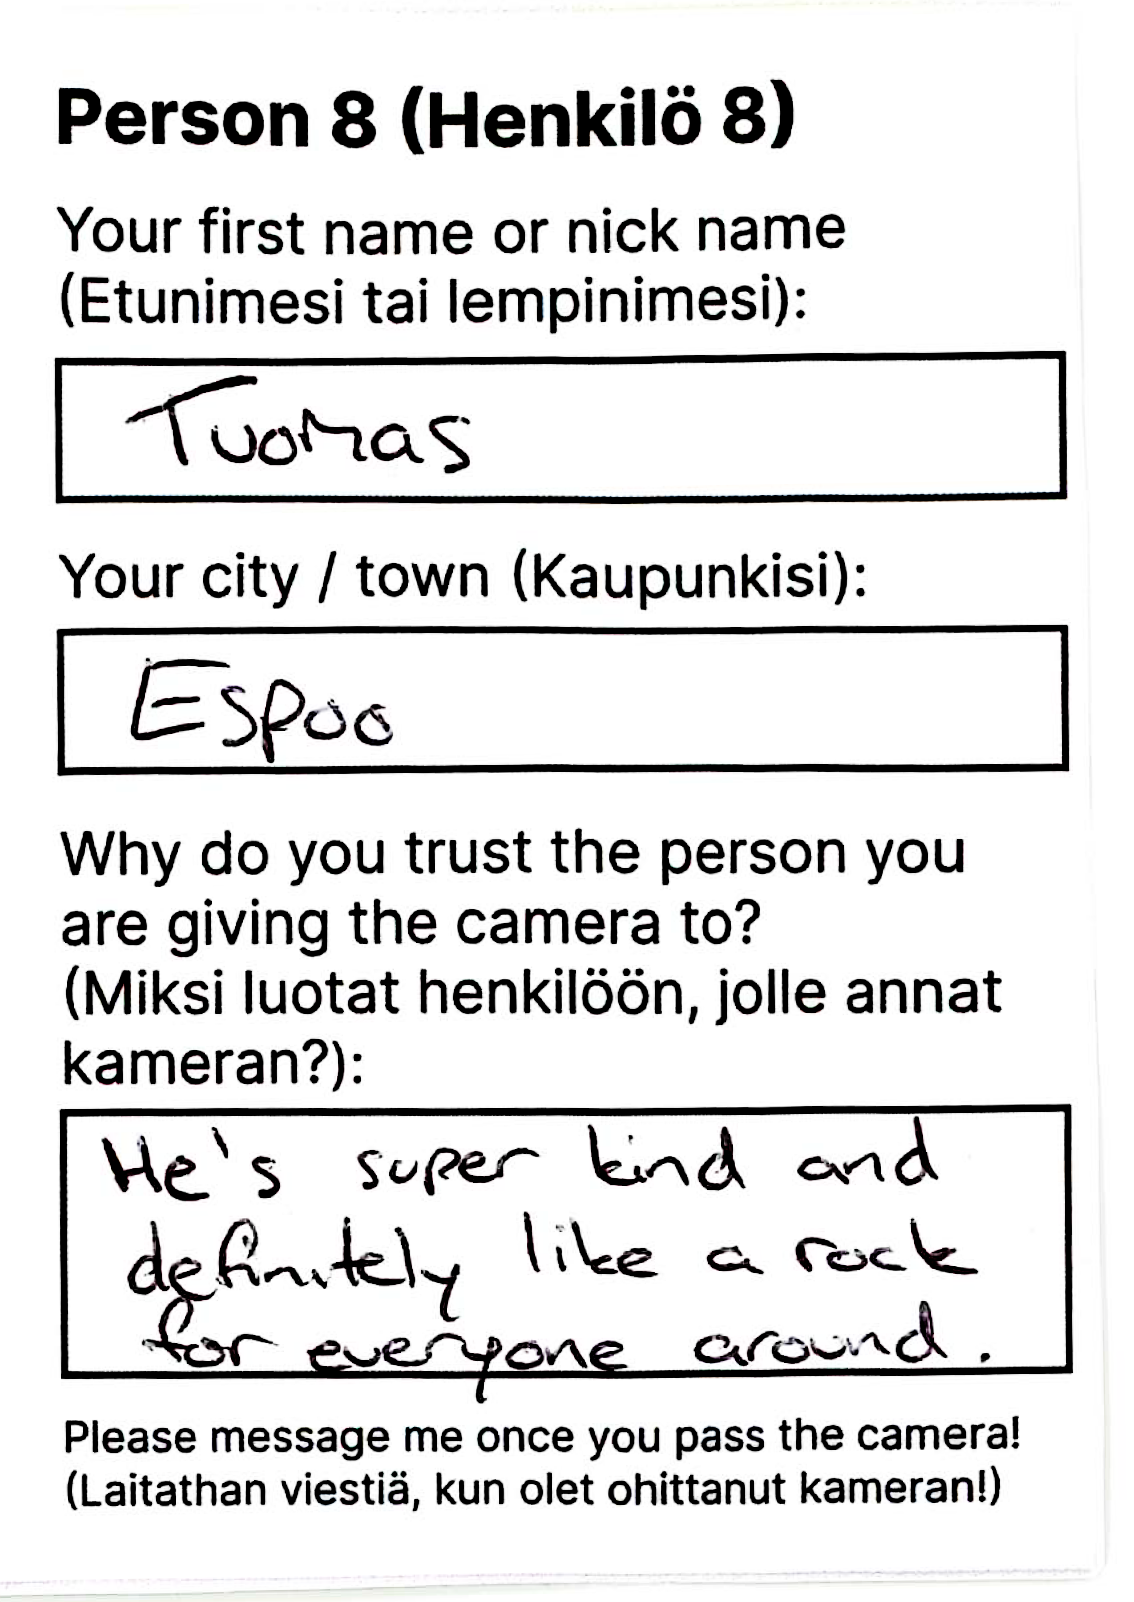 Person 8 (Henkilö 8)
Your first name or nick name
(Etunimesi tai lempinimesi):
Tuomas
Your city / town (Kaupunkisi):
Espoo
Why do you trust the person you
are giving the camera to?
(Miksi luotat henkilöön, jolle annat
kameran?):
He's super kind and
definitely like a rock
for everyone around.
Please message me once you pass the camera!
(Laitathan viestiä, kun olet ohittanut kameran!)